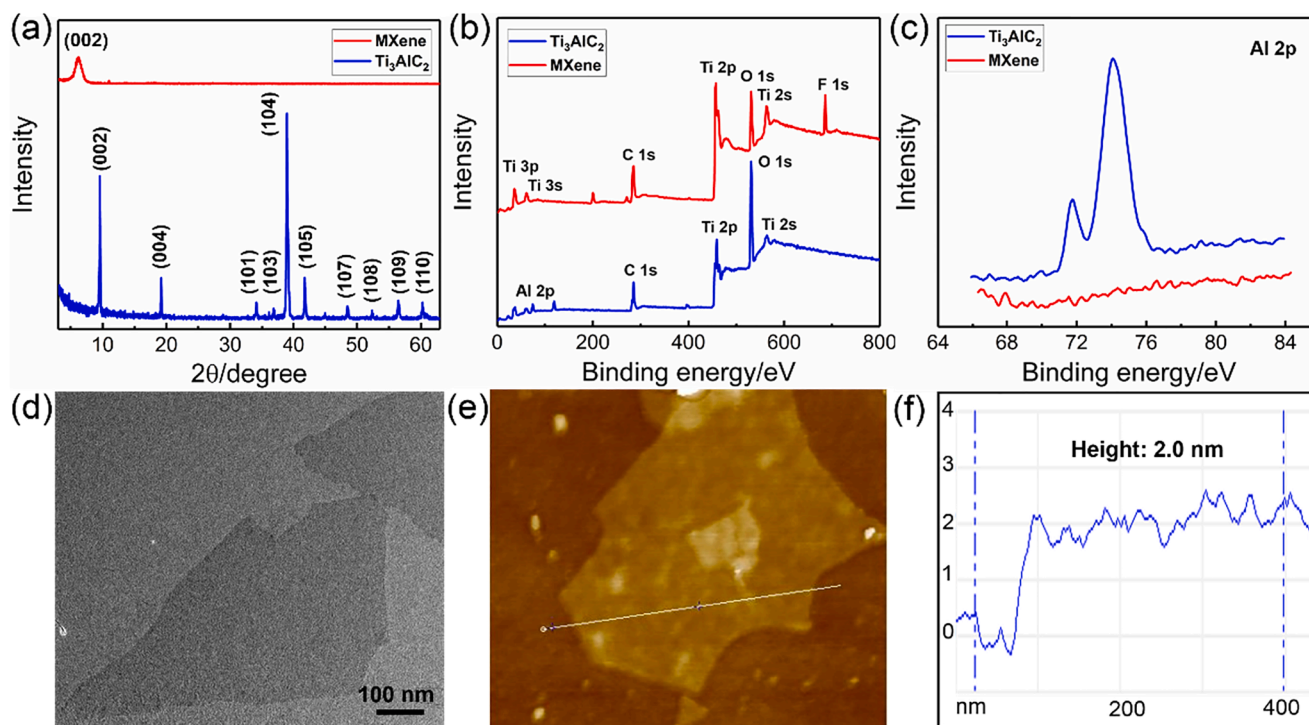 (a)
(002)
MXene
Ti₃AlC₂
(002)
(004)
(101)
(103)
(104)
(105)
(107)
(108)
(109)
(110)
Intensity
10 20 30 40 50 60
2θ/degree
(b)
Ti₃AlC₂
MXene
Ti 2p
O 1s
Ti 2s
F 1s
Ti 3p
Ti 3s
C 1s
O 1s
Ti 2p
Ti 2s
C 1s
Al 2p
Intensity
0 200 400 600 800
Binding energy/eV
(c)
Ti₃AlC₂
MXene
Al 2p
Intensity
64 68 72 76 80 84
Binding energy/eV
(d)
100 nm
(e)
(f)
4
3
2
1
0
Height: 2.0 nm
nm 200 400